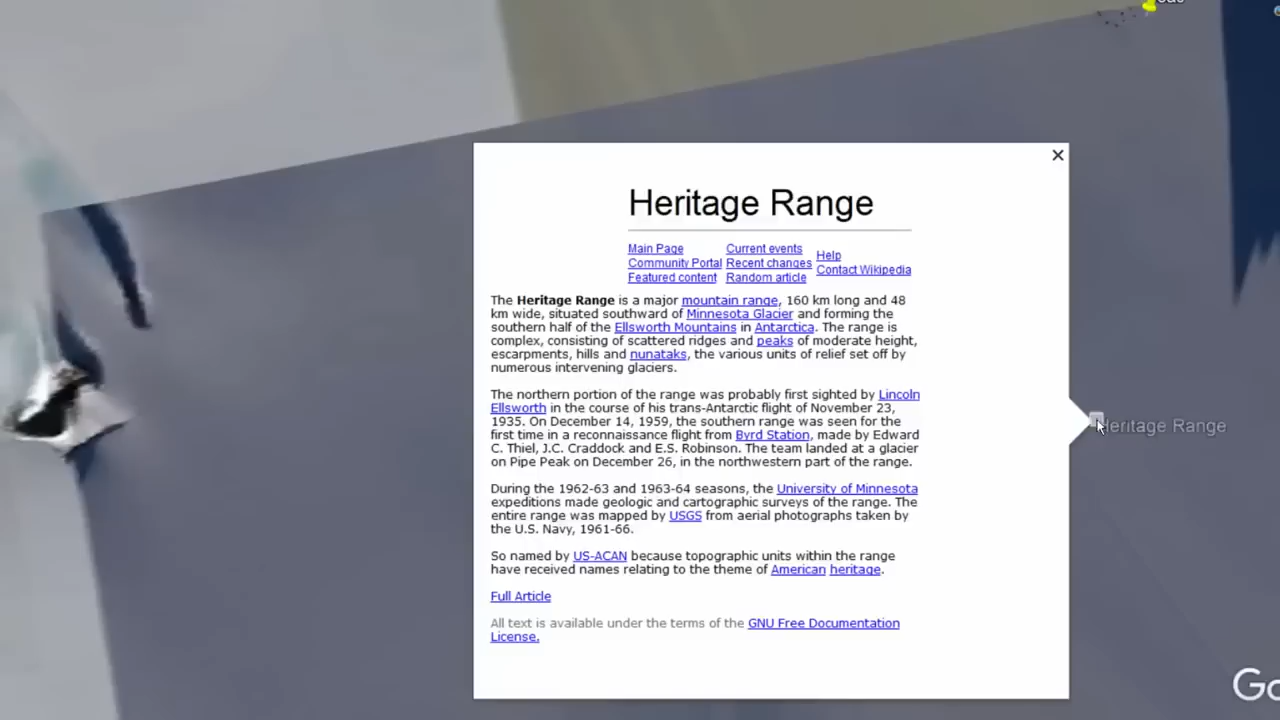 Heritage Range
Main Page Current events Help
Community Portal Recent changes Contact Wikipedia
Featured content Random article
The Heritage Range is a major mountain range, 160 km long and 48
km wide, situated southward of Minnesota Glacier and forming the
southern half of the Ellsworth Mountains in Antarctica. The range is
complex, consisting of scattered ridges and peaks of moderate height,
escarpments, hills and nunataks, the various units of relief set off by
numerous intervening glaciers.
The northern portion of the range was probably first sighted by Lincoln
Ellsworth in the course of his trans-Antarctic flight of November 23,
1935. On December 14, 1959, the southern range was seen for the
first time in a reconnaissance flight from Byrd Station, made by Edward
C. Thiel, J.C. Craddock and E.S. Robinson. The team landed at a glacier
on Pipe Peak on December 26, in the northwestern part of the range.
During the 1962-63 and 1963-64 seasons, the University of Minnesota
expeditions made geologic and cartographic surveys of the range. The
entire range was mapped by USGS from aerial photographs taken by
the U.S. Navy, 1961-66.
So named by US-ACAN because topographic units within the range
have received names relating to the theme of American heritage.
Full Article
All text is available under the terms of the GNU Free Documentation
License.
Heritage Range
Go